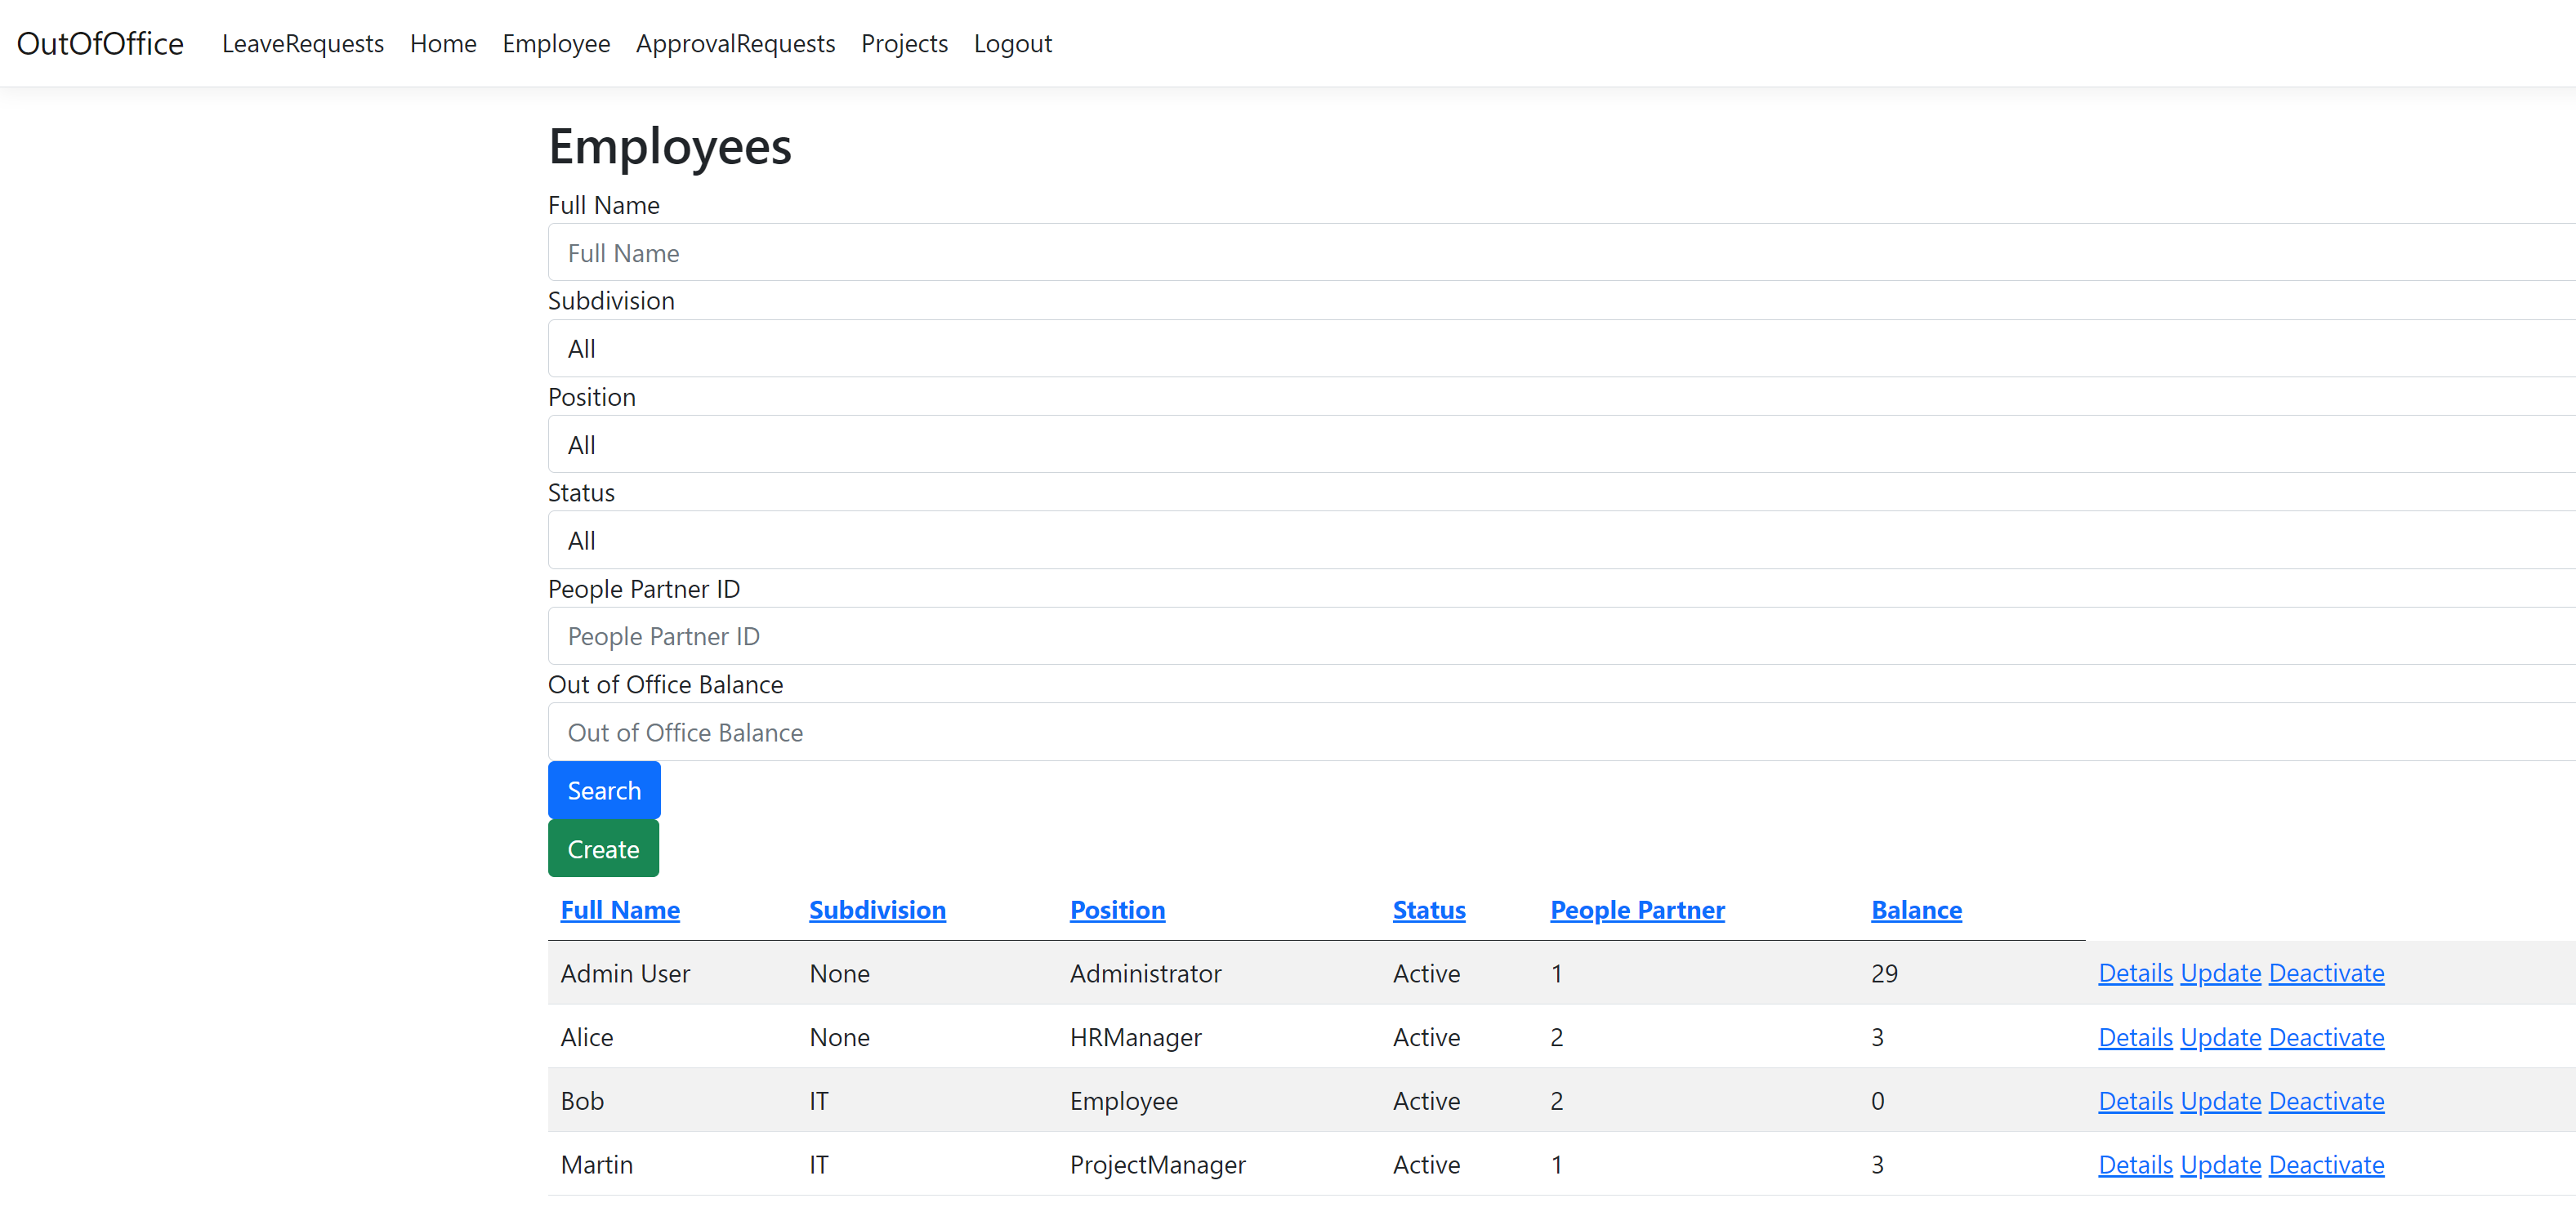 OutOfOffice LeaveRequests Home Employee ApprovalRequests Projects Logout
Employees
Full Name
Full Name
Subdivision
All
Position
All
Status
All
People Partner ID
People Partner ID
Out of Office Balance
Out of Office Balance
Search
Create
Full Name Subdivision Position Status People Partner Balance
Admin User None Administrator Active 1 29 Details Update Deactivate
Alice None HRManager Active 2 3 Details Update Deactivate
Bob IT Employee Active 2 0 Details Update Deactivate
Martin IT ProjectManager Active 1 3 Details Update Deactivate